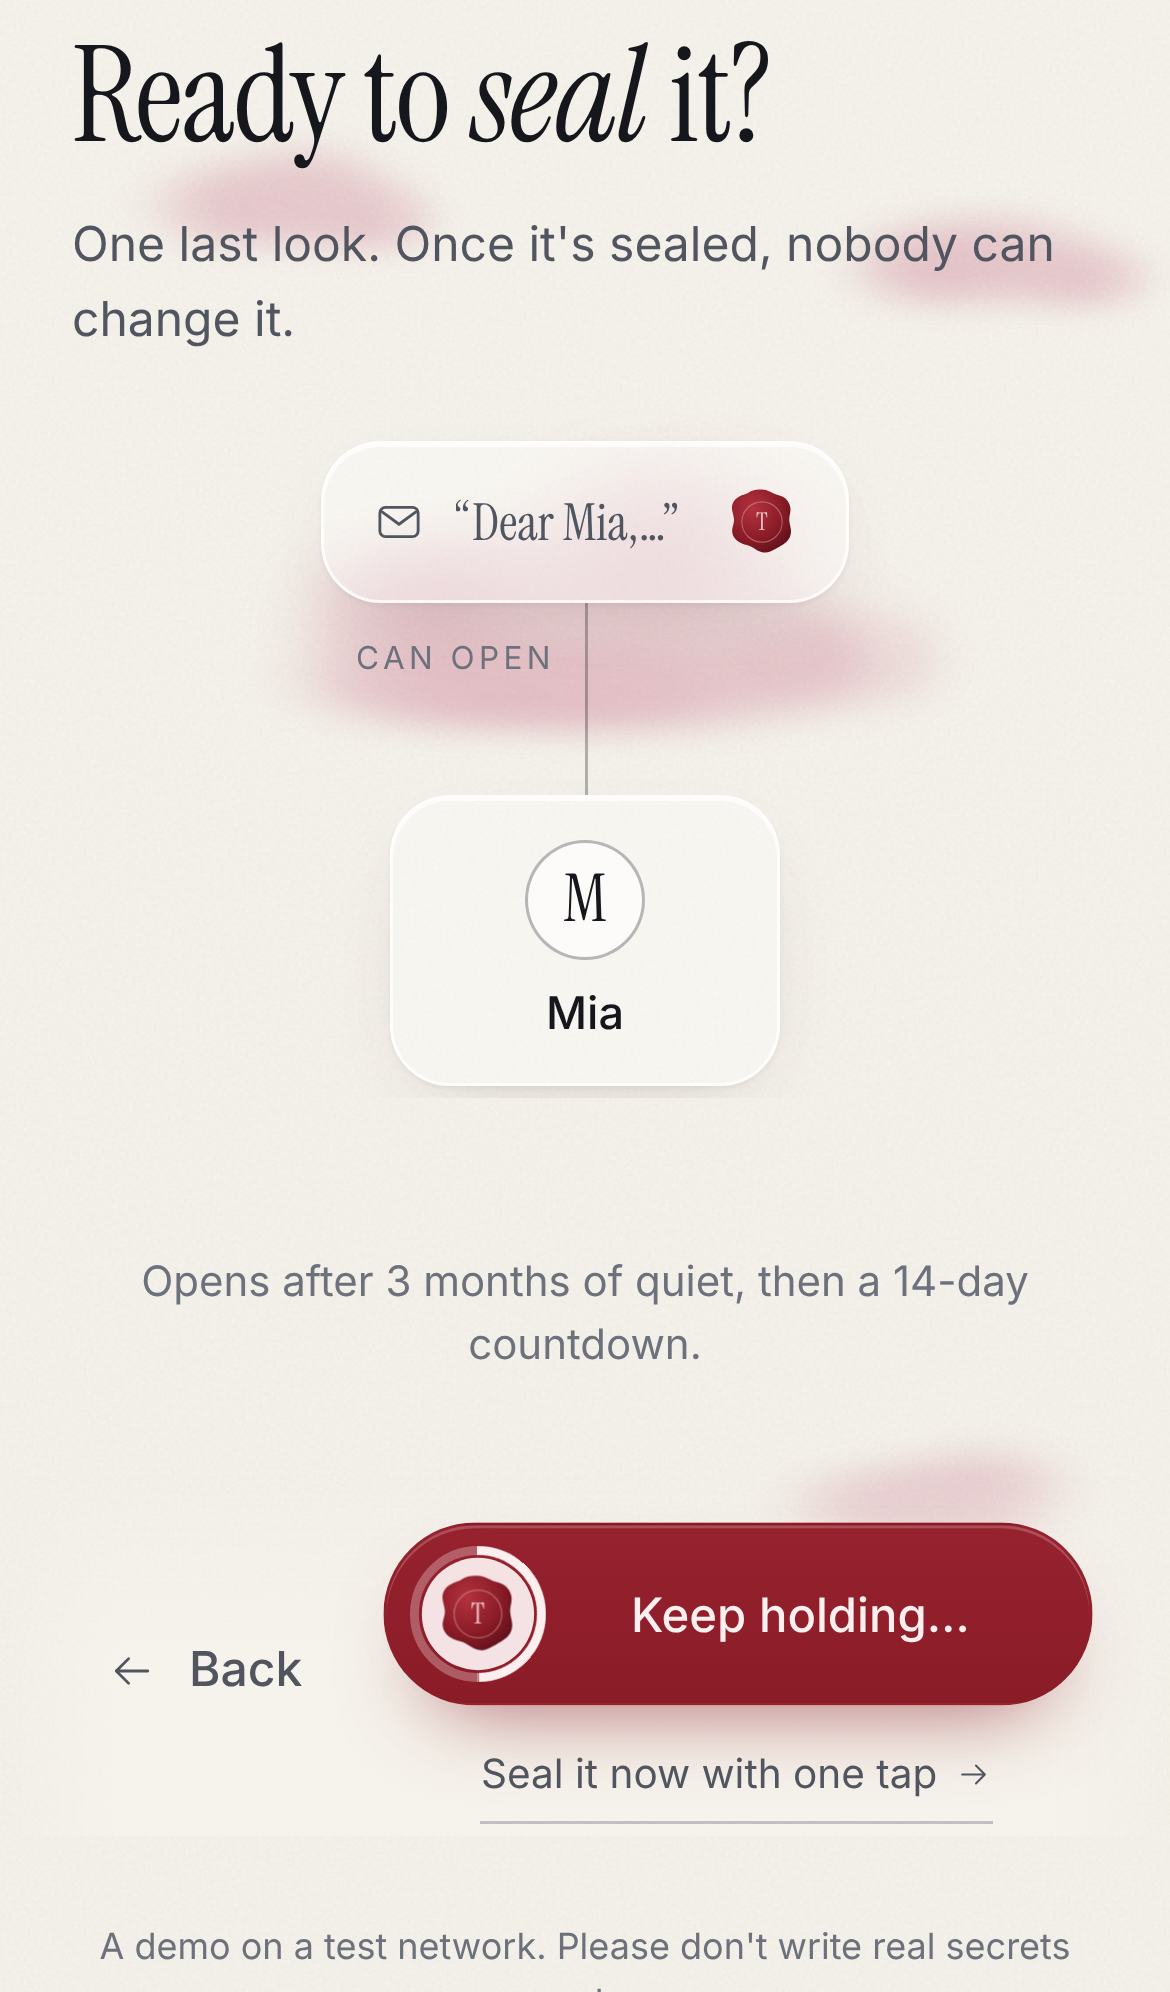 Ready to seal it?
One last look. Once it's sealed, nobody can
change it.
“Dear Mia,...”
T
CAN OPEN
M
Mia
Opens after 3 months of quiet, then a 14-day
countdown.
T
Keep holding...
Back
Seal it now with one tap →
A demo on a test network. Please don't write real secrets